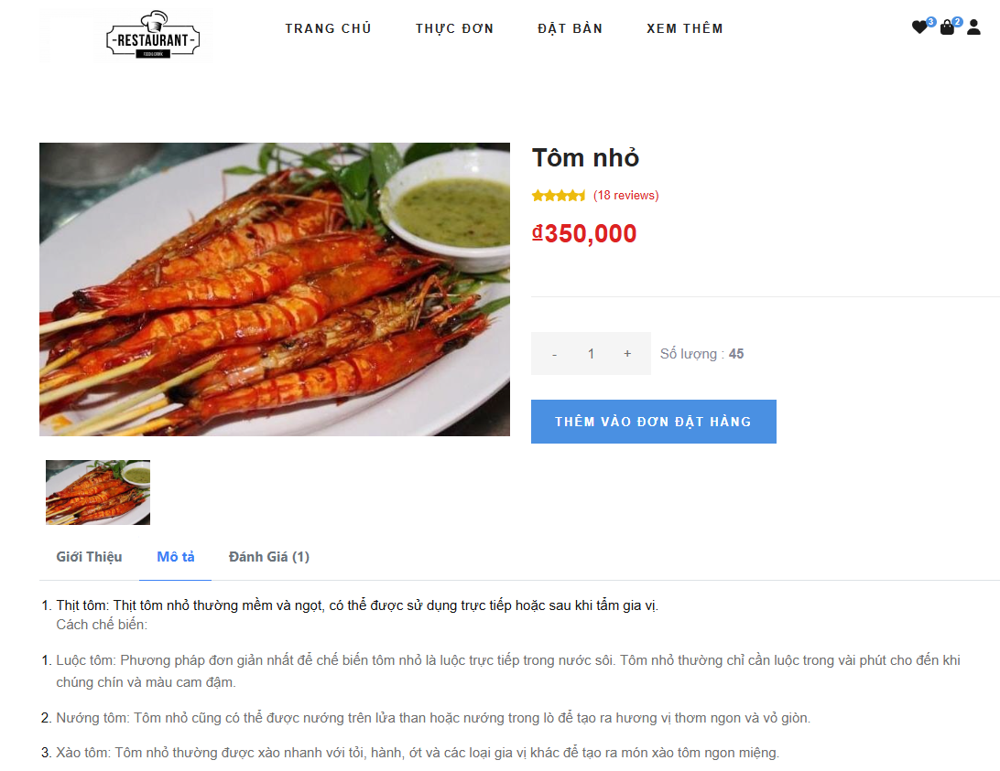 -RESTAURANT-
FOOD & DRINK
TRANG CHỦ
THỰC ĐƠN
ĐẶT BÀN
XEM THÊM
3
2
Tôm nhỏ
(18 reviews)
₫350,000
- 1 +
Số lượng : 45
THÊM VÀO ĐƠN ĐẶT HÀNG
Giới Thiệu
Mô tả
Đánh Giá (1)
1. Thịt tôm: Thịt tôm nhỏ thường mềm và ngọt, có thể được sử dụng trực tiếp hoặc sau khi tẩm gia vị.
Cách chế biến:
1. Luộc tôm: Phương pháp đơn giản nhất để chế biến tôm nhỏ là luộc trực tiếp trong nước sôi. Tôm nhỏ thường chỉ cần luộc trong vài phút cho đến khi
chúng chín và màu cam đậm.
2. Nướng tôm: Tôm nhỏ cũng có thể được nướng trên lửa than hoặc nướng trong lò để tạo ra hương vị thơm ngon và vỏ giòn.
3. Xào tôm: Tôm nhỏ thường được xào nhanh với tỏi, hành, ớt và các loại gia vị khác để tạo ra món xào tôm ngon miệng.